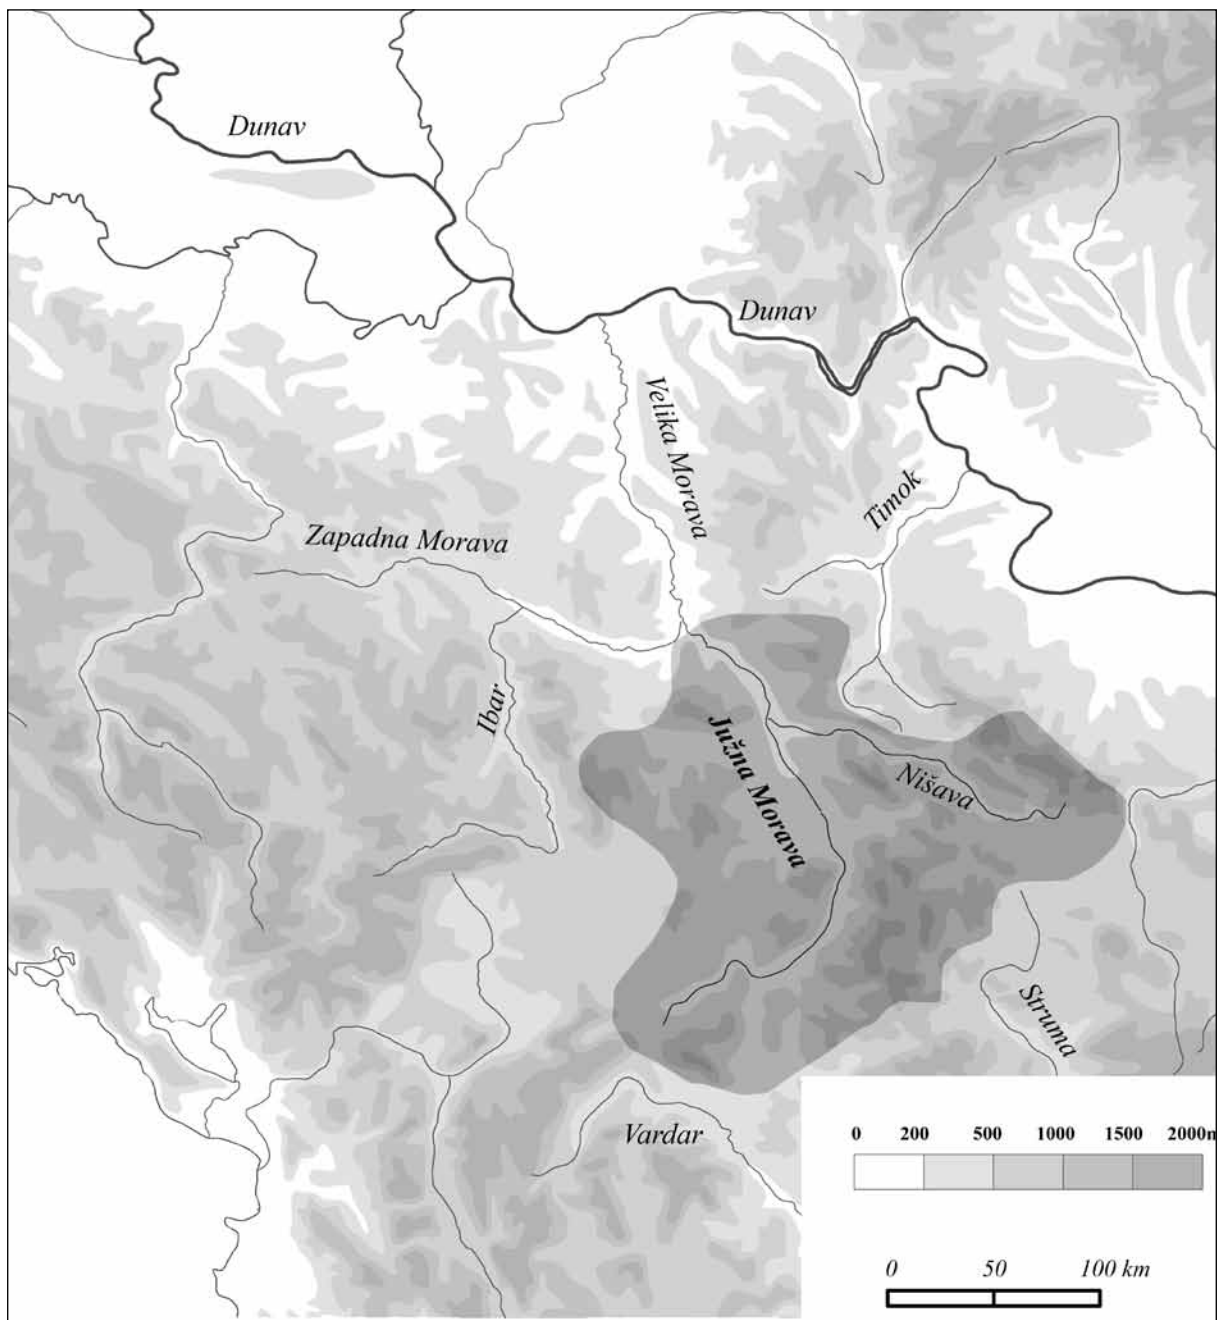 Dunav
Dunav
Velika Morava
Timok
Zapadna Morava
Ibar
Južna Morava
Nišava
Struma
Vardar
0 200 500 1000 1500 2000m
0 50 100 km